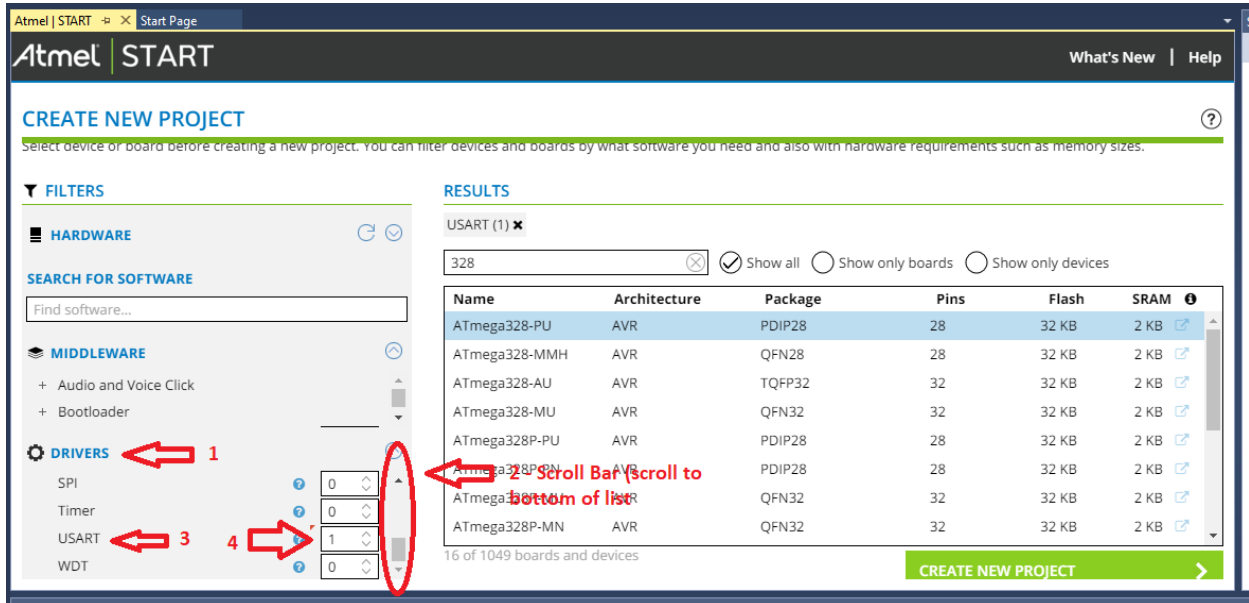 Atmel | START
Start Page
Atmel START
What's New | Help
CREATE NEW PROJECT
Select device or board before creating a new project. You can filter devices and boards by what software you need and also with hardware requirements such as memory sizes.
FILTERS
HARDWARE
SEARCH FOR SOFTWARE
Find software...
MIDDLEWARE
+ Audio and Voice Click
+ Bootloader
DRIVERS 1
SPI 0
Timer 0
USART 3 4 1
WDT 0
2 - Scroll Bar (scroll to
bottom of list
RESULTS
USART (1) ✖
328 Show all Show only boards Show only devices
Name Architecture Package Pins Flash SRAM
ATmega328-PU AVR PDIP28 28 32 KB 2 KB
ATmega328-MMH AVR QFN28 28 32 KB 2 KB
ATmega328-AU AVR TQFP32 32 32 KB 2 KB
ATmega328-MU AVR QFN32 32 32 KB 2 KB
ATmega328P-PU AVR PDIP28 28 32 KB 2 KB
AVR PDIP28 28 32 KB 2 KB
AVR QFN32 32 32 KB 2 KB
ATmega328P-MN AVR QFN32 32 32 KB 2 KB
16 of 1049 boards and devices
CREATE NEW PROJECT